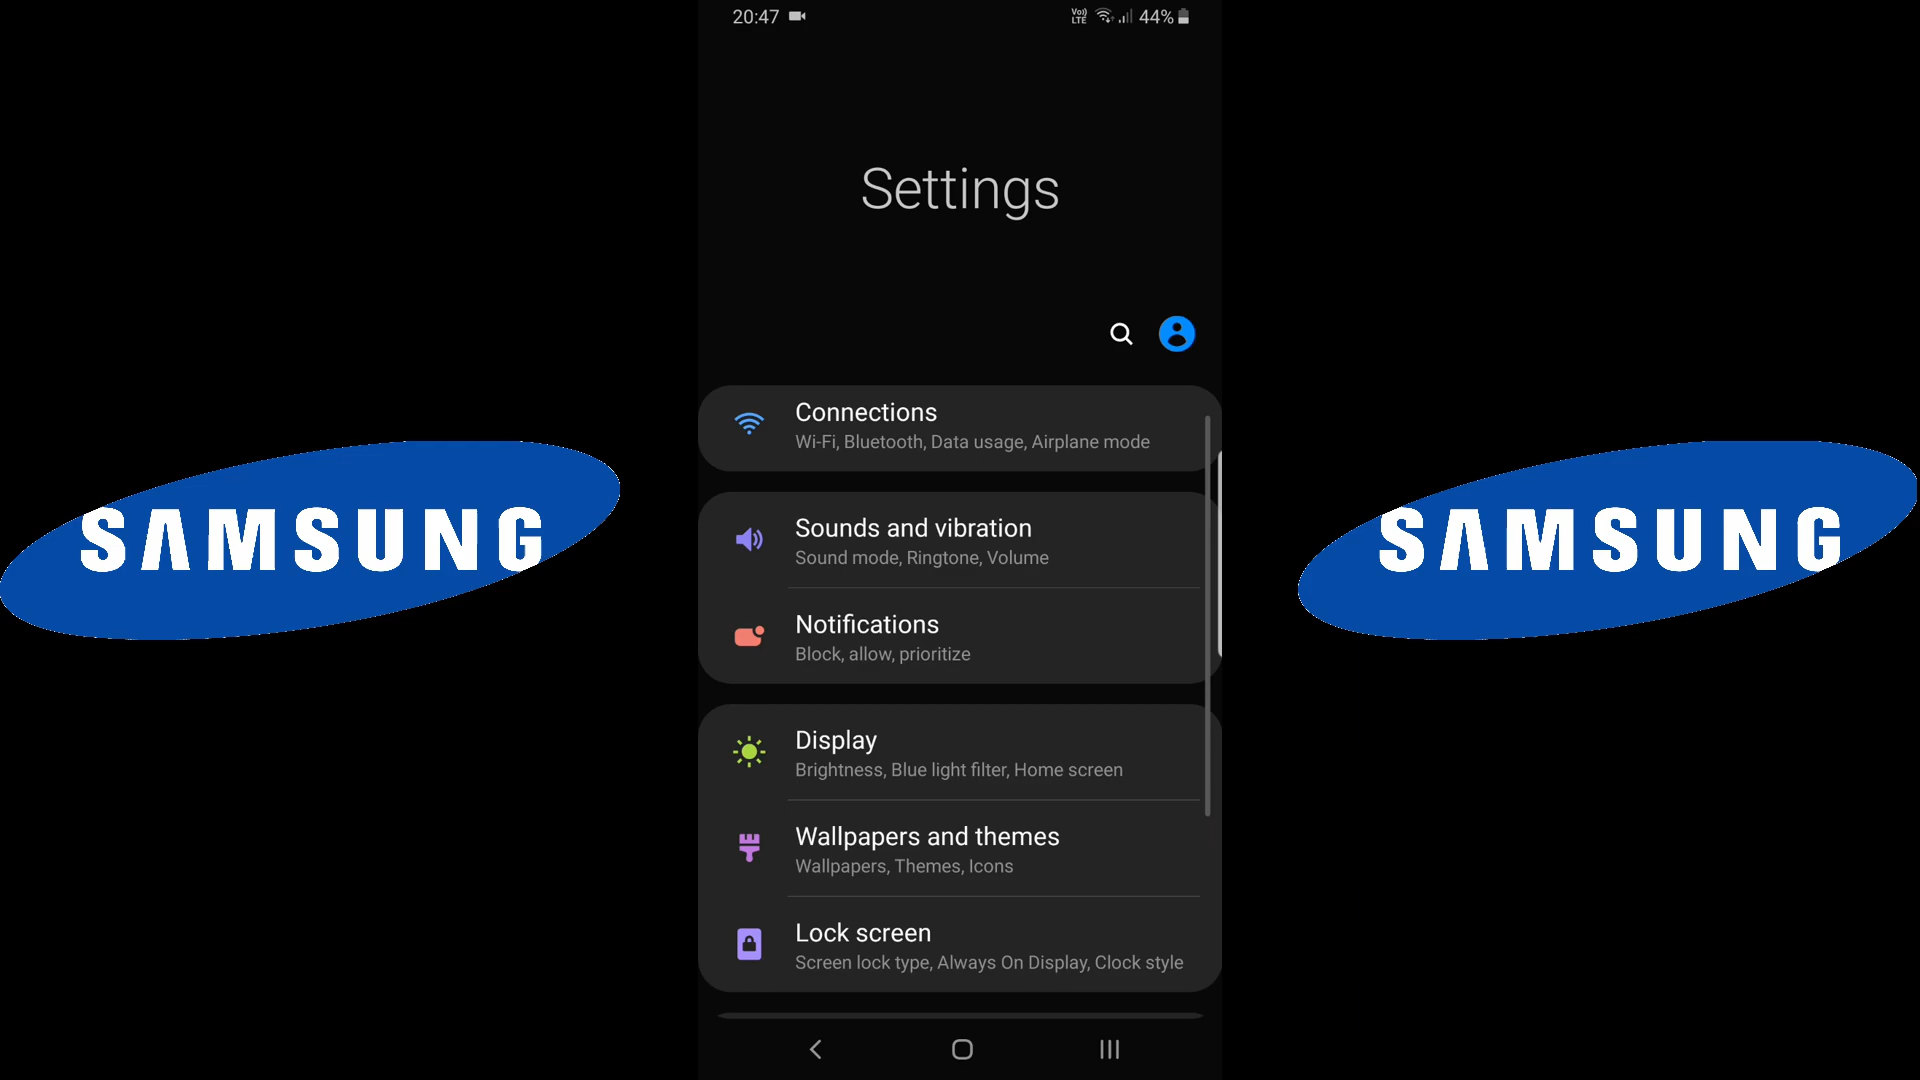 20:47
Vo)) LTE 44%
Settings
Connections
Wi-Fi, Bluetooth, Data usage, Airplane mode
SAMSUNG
SAMSUNG
Sounds and vibration
Sound mode, Ringtone, Volume
Notifications
Block, allow, prioritize
Display
Brightness, Blue light filter, Home screen
Wallpapers and themes
Wallpapers, Themes, Icons
Lock screen
Screen lock type, Always On Display, Clock style